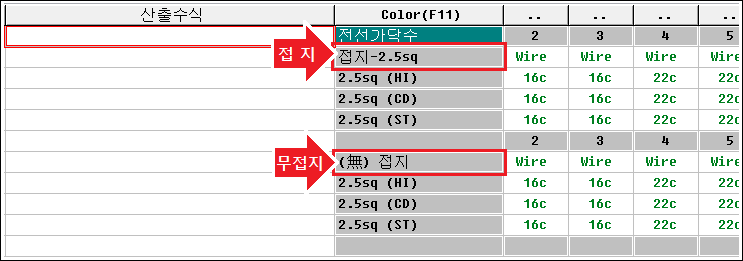 산출수식 Color(F11) .. .. .. ..
전선가닥수 2 3 4 5
접 지 접지-2.5sq Wire Wire Wire Wi
2.5sq (HI) 16c 16c 22c 22c
2.5sq (CD) 16c 16c 22c 22c
2.5sq (ST) 16c 16c 22c 22c
2 3 4 5
무접지 (無) 접지 Wire Wire Wire Wi
2.5sq (HI) 16c 16c 22c 22c
2.5sq (CD) 16c 16c 22c 22c
2.5sq (ST) 16c 16c 22c 22c